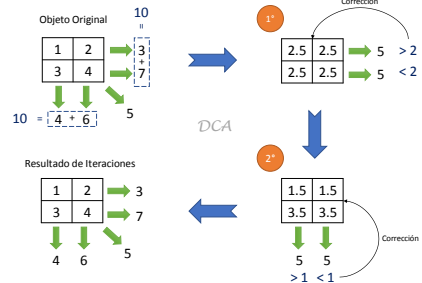 Objeto Original
10
=
1 2
3 4
3
+
7
10 = 4 + 6
5
1°
Corrección
2.5 2.5
2.5 2.5
5 > 2
5 < 2
DCA
2°
1.5 1.5
3.5 3.5
Corrección
5 5
> 1 < 1
Resultado de Iteraciones
1 2 3
3 4 7
4 6 5